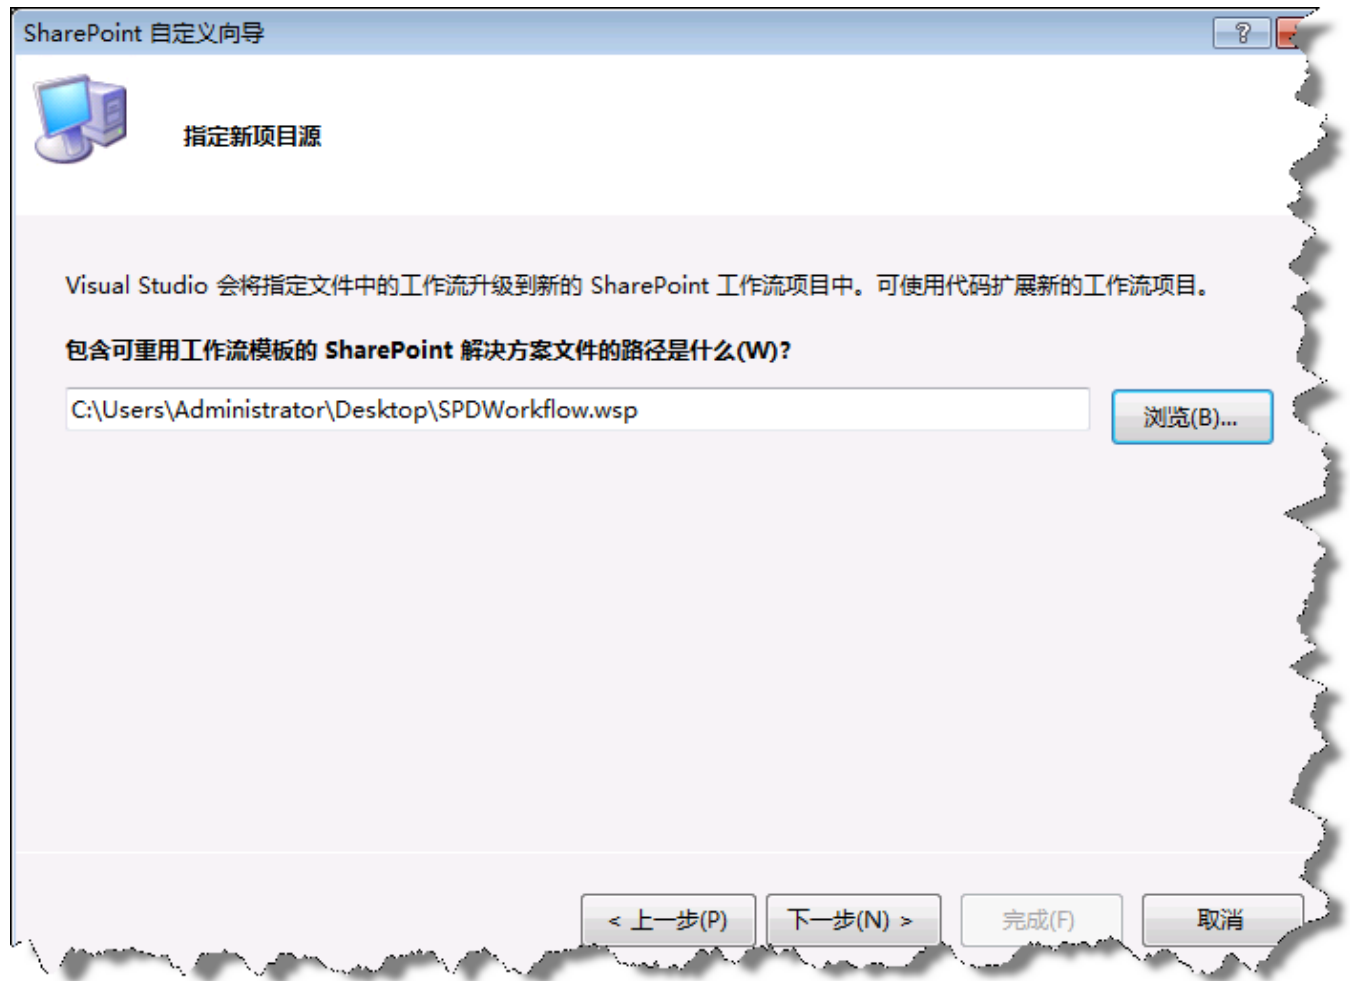 SharePoint 自定义向导
?
指定新项目源
Visual Studio 会将指定文件中的工作流升级到新的 SharePoint 工作流项目中。可使用代码扩展新的工作流项目。
包含可重用工作流模板的 SharePoint 解决方案文件的路径是什么(W)?
C:\Users\Administrator\Desktop\SPDWorkflow.wsp
浏览(B)...
< 上一步(P) 下一步(N) > 完成(F) 取消